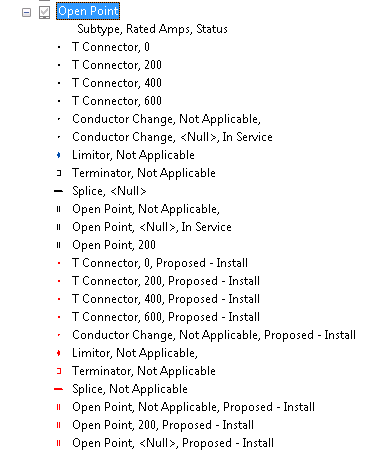 Open Point
Subtype, Rated Amps, Status
T Connector, 0
T Connector, 200
T Connector, 400
T Connector, 600
Conductor Change, Not Applicable,
Conductor Change, <Null>, In Service
Limitor, Not Applicable
Terminator, Not Applicable
Splice, <Null>
Open Point, Not Applicable,
Open Point, <Null>, In Service
Open Point, 200
T Connector, 0, Proposed - Install
T Connector, 200, Proposed - Install
T Connector, 400, Proposed - Install
T Connector, 600, Proposed - Install
Conductor Change, Not Applicable, Proposed - Install
Limitor, Not Applicable,
Terminator, Not Applicable
Splice, Not Applicable
Open Point, Not Applicable, Proposed - Install
Open Point, 200, Proposed - Install
Open Point, <Null>, Proposed - Install